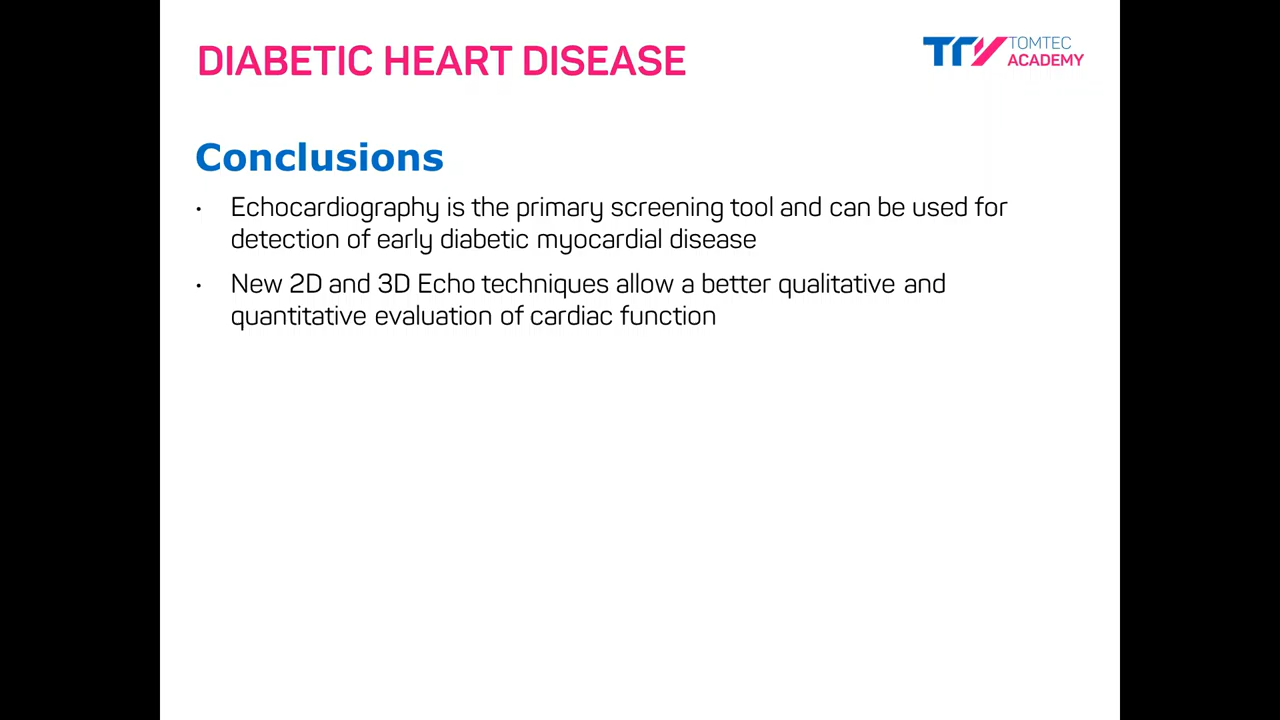 DIABETIC HEART DISEASE
TOMTEC
ACADEMY
Conclusions
• Echocardiography is the primary screening tool and can be used for
detection of early diabetic myocardial disease
• New 2D and 3D Echo techniques allow a better qualitative and
quantitative evaluation of cardiac function